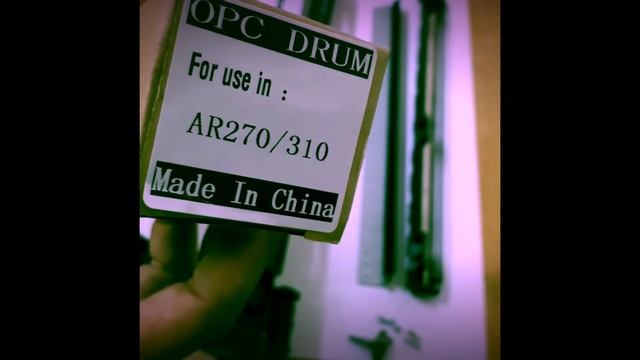 OPC DRUM
For use in :
AR270/310
Made In China